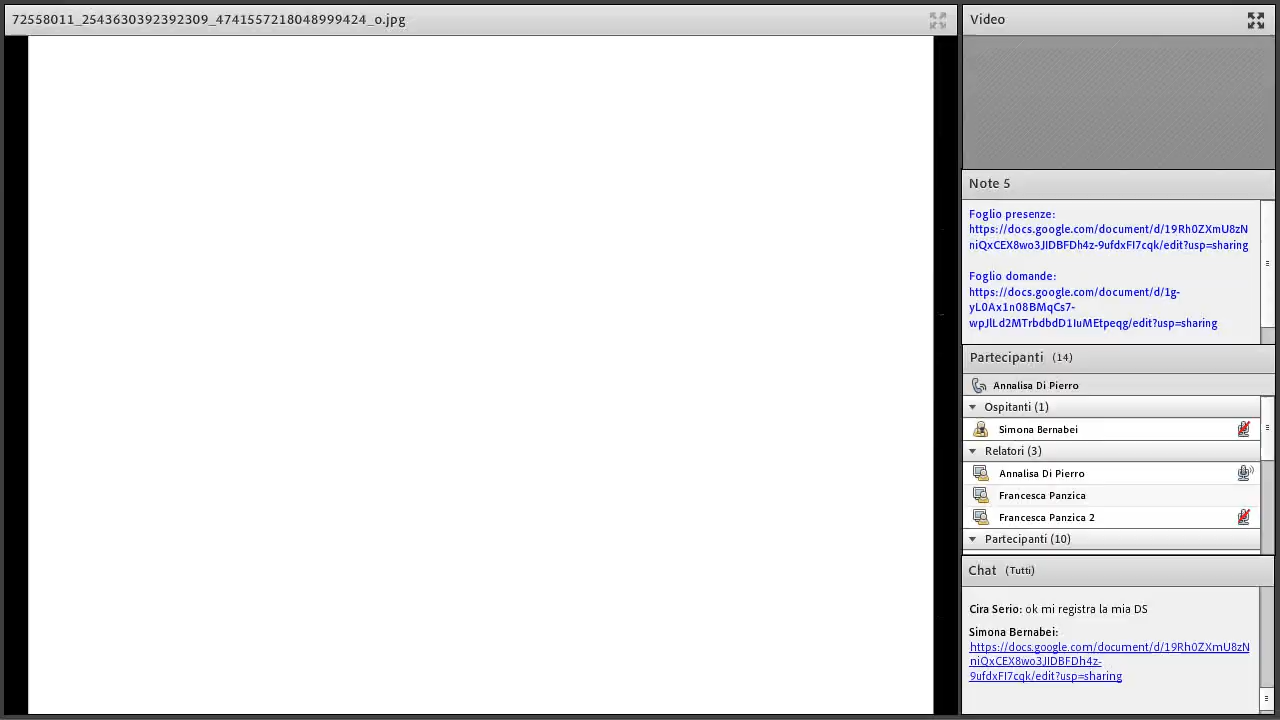 72558011_2543630392392309_4741557218048999424_o.jpg
Video
Note 5
Foglio presenze:
https://docs.google.com/document/d/19Rh0ZXmU8zN
niQxCEX8wo3JIDBFDh4z-9ufdxFI7cqk/edit?usp=sharing
Foglio domande:
https://docs.google.com/document/d/1g-
yL0Ax1n08BMqCs7-
wpJlLd2MTrbdbdD1IuMEtpeqg/edit?usp=sharing
Partecipanti (14)
Annalisa Di Pierro
Ospitanti (1)
Simona Bernabei
Relatori (3)
Annalisa Di Pierro
Francesca Panzica
Francesca Panzica 2
Partecipanti (10)
Chat (Tutti)
Cira Serio: ok mi registra la mia DS
Simona Bernabei:
https://docs.google.com/document/d/19Rh0ZXmU8zN
niQxCEX8wo3JIDBFDh4z-
9ufdxFI7cqk/edit?usp=sharing